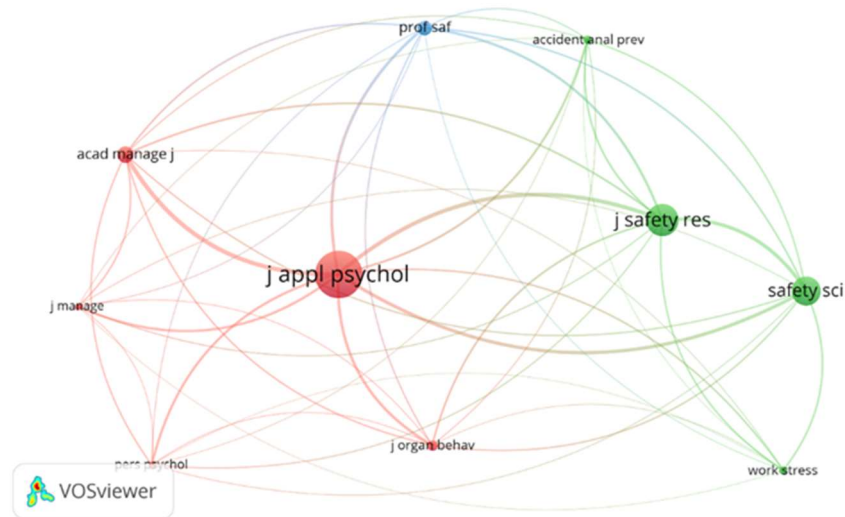 prof saf
accident anal prev
acad manage j
j safety res
j appl psychol
safety sci
j manage
j organ behav
pers psychol
work stress
VOSviewer